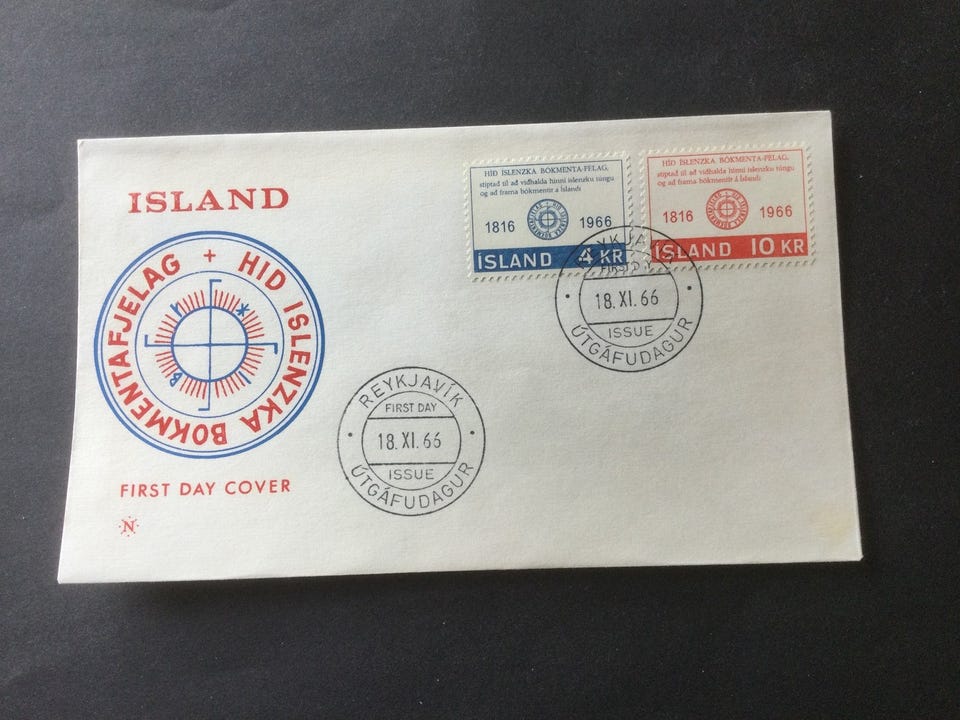 ISLAND
+ HID ISLENZKA BOKMENTAFJELAG
FIRST DAY COVER
N
HIÐ ÍSLENZKA BÓKMENTA-FÉLAG,
stiptað til að viðhalda hinni íslenzku túngu
og að frama bókmentir á Íslandi
1816 1966
ÍSLAND 4 KR
HIÐ ÍSLENZKA BÓKMENTA-FÉLAG,
stiptað til að viðhalda hinni íslenzku túngu
og að frama bókmentir á Íslandi
1816 1966
ÍSLAND 10 KR
18.XI.66
ISSUE
ÚTGÁFUDAGUR
REYKJAVÍK
FIRST DAY
18.XI.66
ISSUE
ÚTGÁFUDAGUR